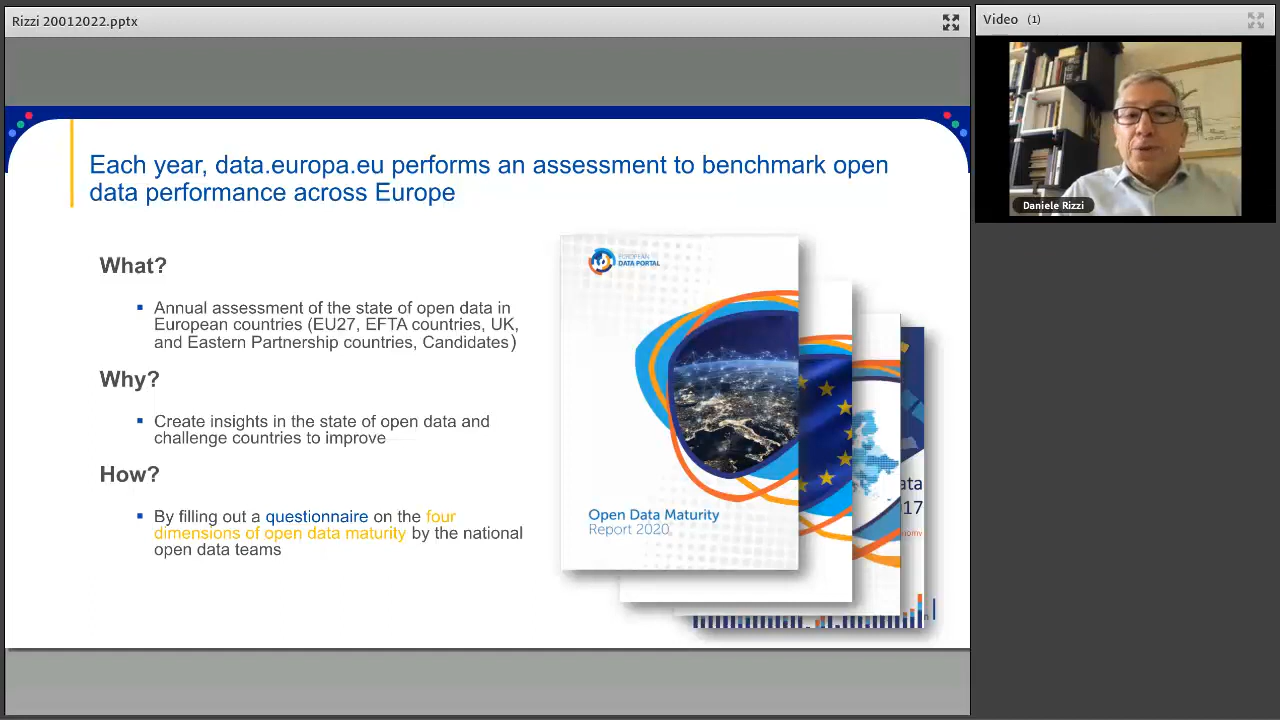 Rizzi 20012022.pptx
Video (1)
Daniele Rizzi
Each year, data.europa.eu performs an assessment to benchmark open
data performance across Europe
What?
Annual assessment of the state of open data in
European countries (EU27, EFTA countries, UK,
and Eastern Partnership countries, Candidates)
Why?
Create insights in the state of open data and
challenge countries to improve
How?
By filling out a questionnaire on the four
dimensions of open data maturity by the national
open data teams
EUROPEAN
DATA PORTAL
Open Data Maturity
Report 2020
ata
17
nomy